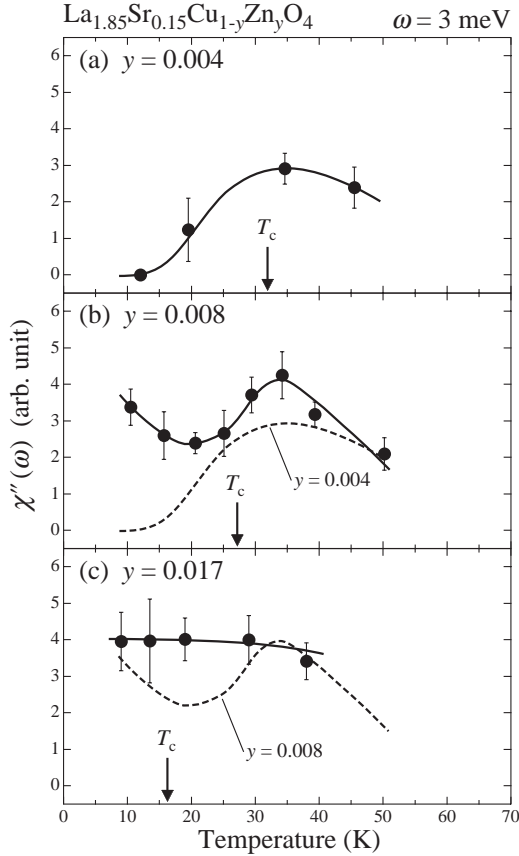 La1.85Sr0.15Cu1-yZnyO4 ω = 3 meV
(a) y = 0.004
6
5
4
3
2
1
0
Tc
(b) y = 0.008
6
5
4
3
2
1
0
y = 0.004
Tc
χ″(ω) (arb. unit)
(c) y = 0.017
6
5
4
3
2
1
0
y = 0.008
Tc
0 10 20 30 40 50 60 70
Temperature (K)